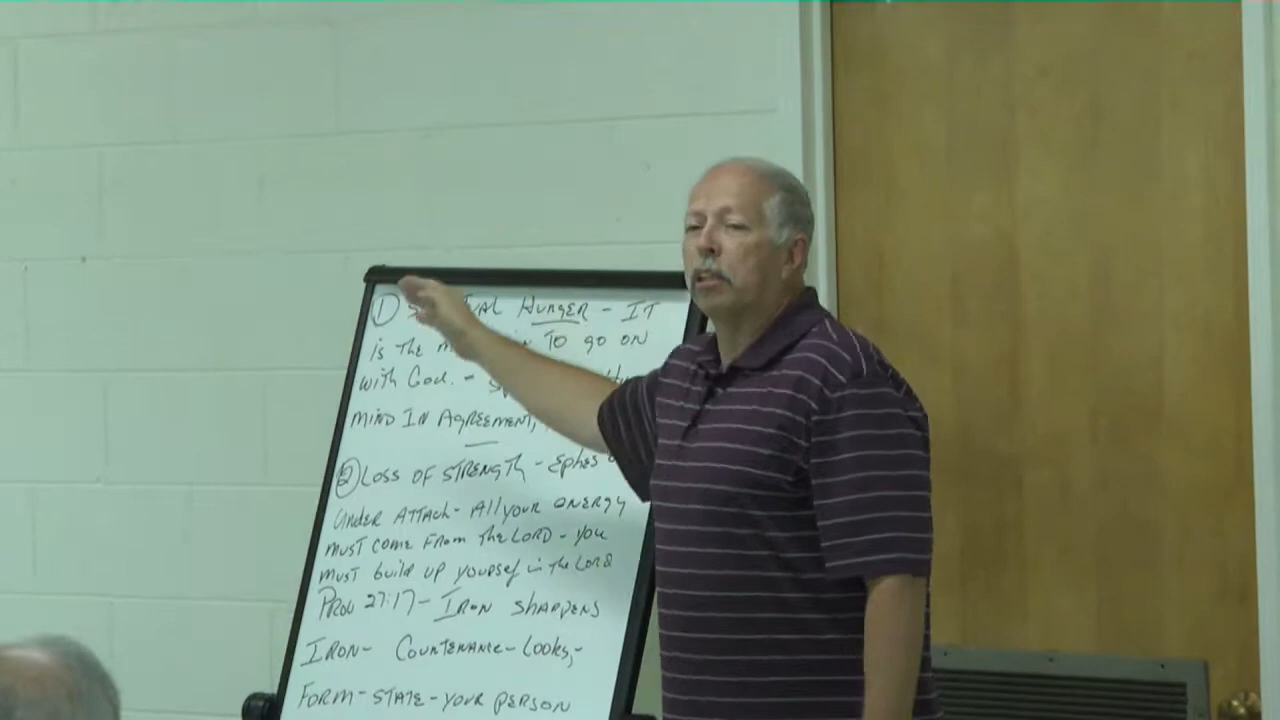 ① HUNGER - IT
is the TO go ON
with God. -
MIND IN AGREEMENT,
② LOSS OF STRENGTH - Ephes
Under ATTACK - All your ENERGY
MUST COME FROM The LORD - you
MUST build UP yourself in the LORD
PROV 27:17 - IRON SHARPENS
IRON - COUNTENANCE - LOOKS, -
FORM - STATE - YOUR PERSON